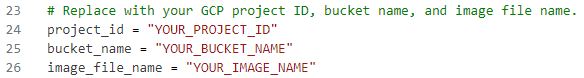 23 # Replace with your GCP project ID, bucket name, and image file name.
24 project_id = "YOUR_PROJECT_ID"
25 bucket_name = "YOUR_BUCKET_NAME"
26 image_file_name = "YOUR_IMAGE_NAME"